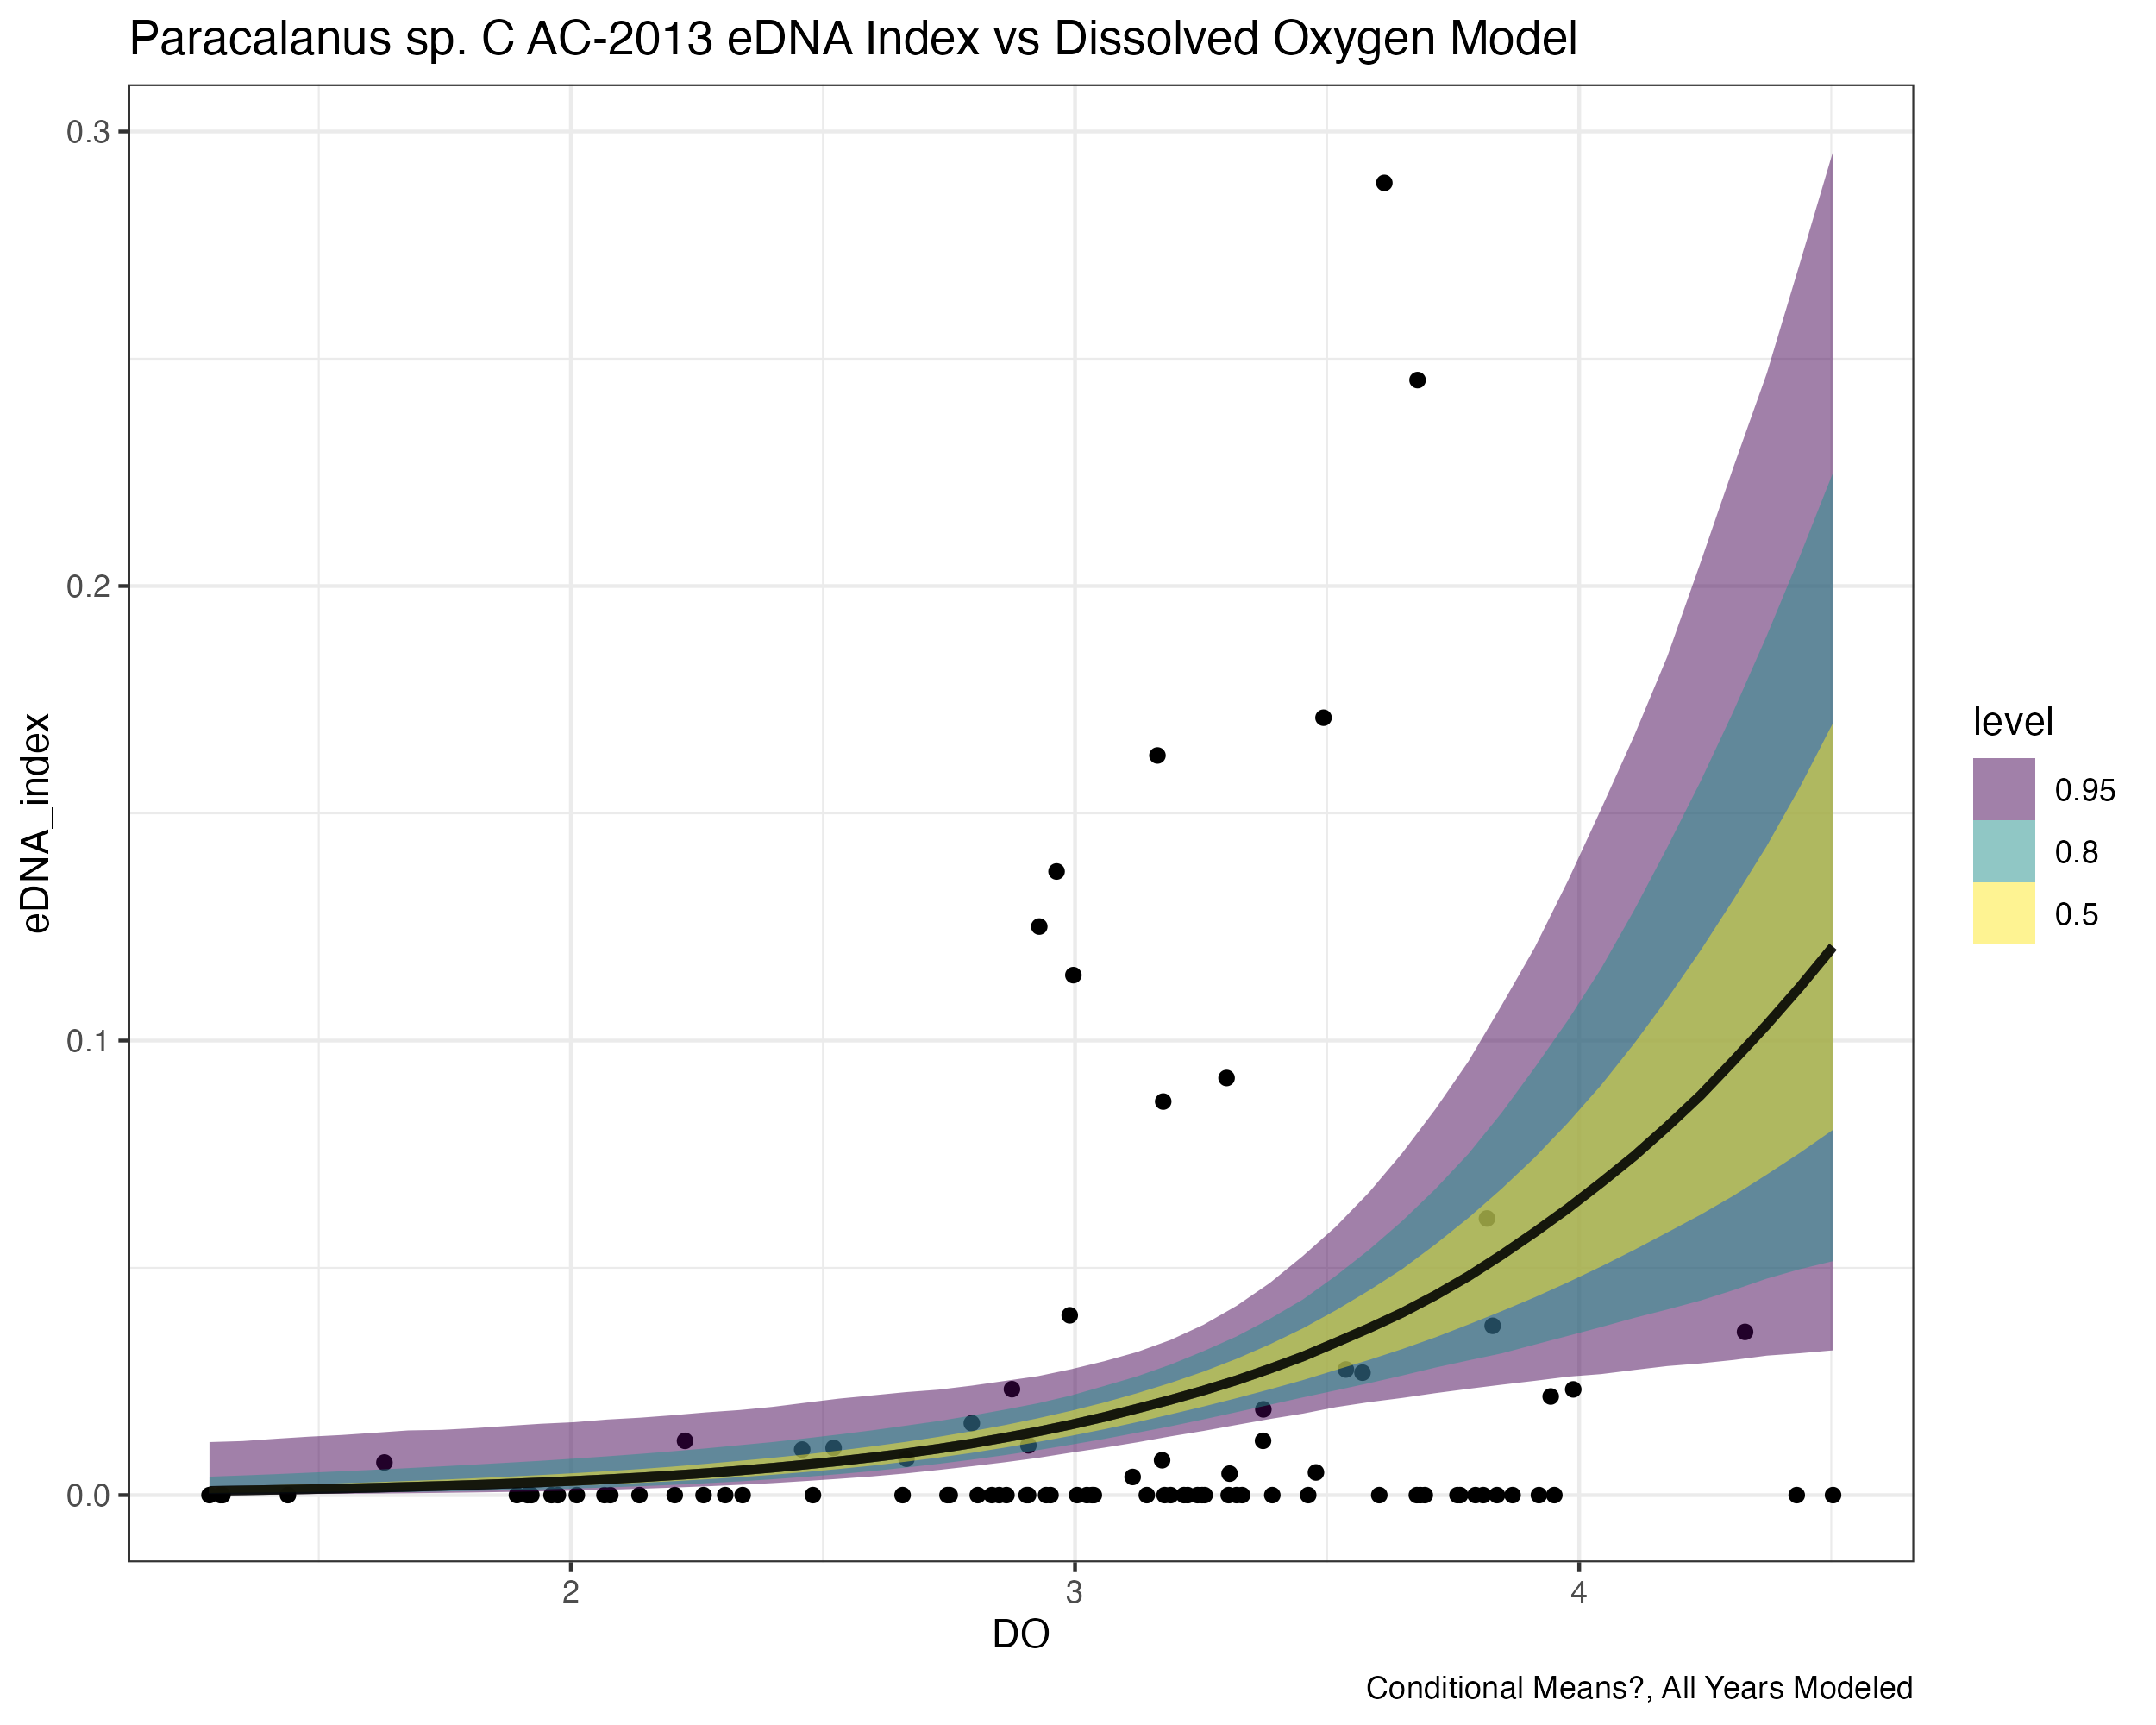 Paracalanus sp. C AC-2013 eDNA Index vs Dissolved Oxygen Model
0.3
0.2
0.1
0.0
eDNA_index
2
3
4
DO
level
0.95
0.8
0.5
Conditional Means?, All Years Modeled